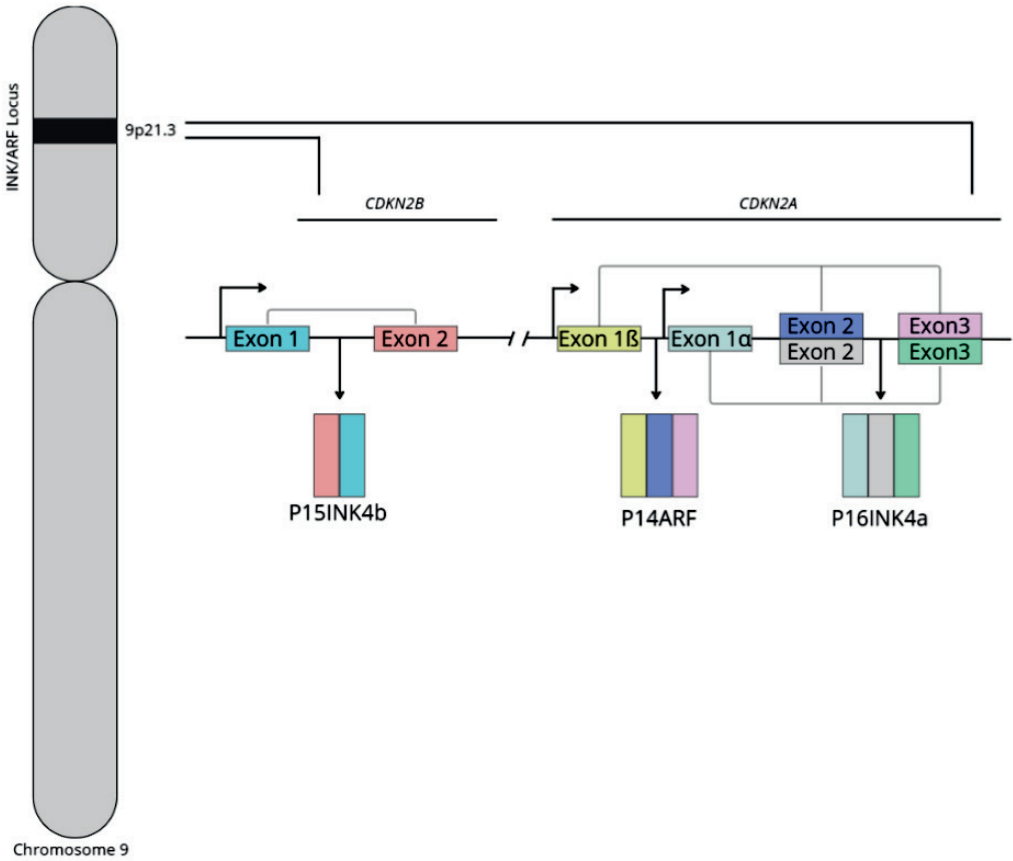 INK/ARF Locus
9p21.3
CDKN2B
CDKN2A
Exon 1
Exon 2
Exon 1ß
Exon 1α
Exon 2
Exon3
Exon 2
Exon3
P15INK4b
P14ARF
P16INK4a
Chromosome 9